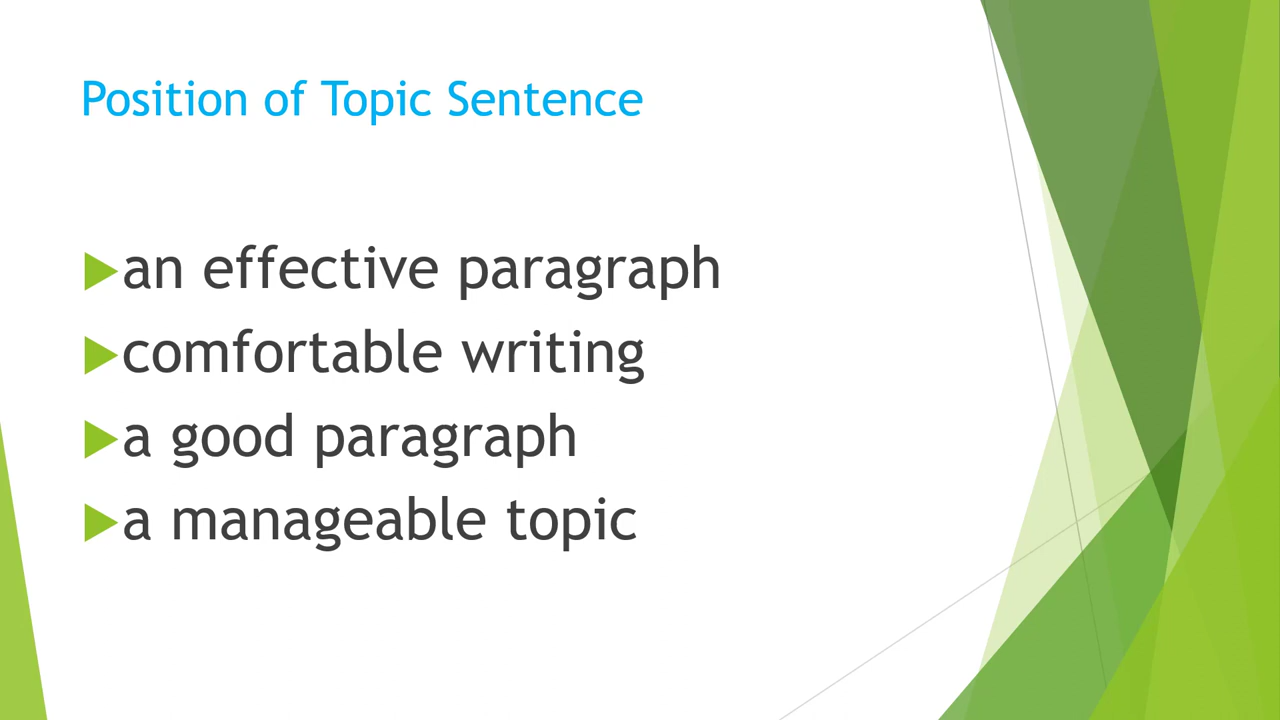 Position of Topic Sentence
an effective paragraph
comfortable writing
a good paragraph
a manageable topic